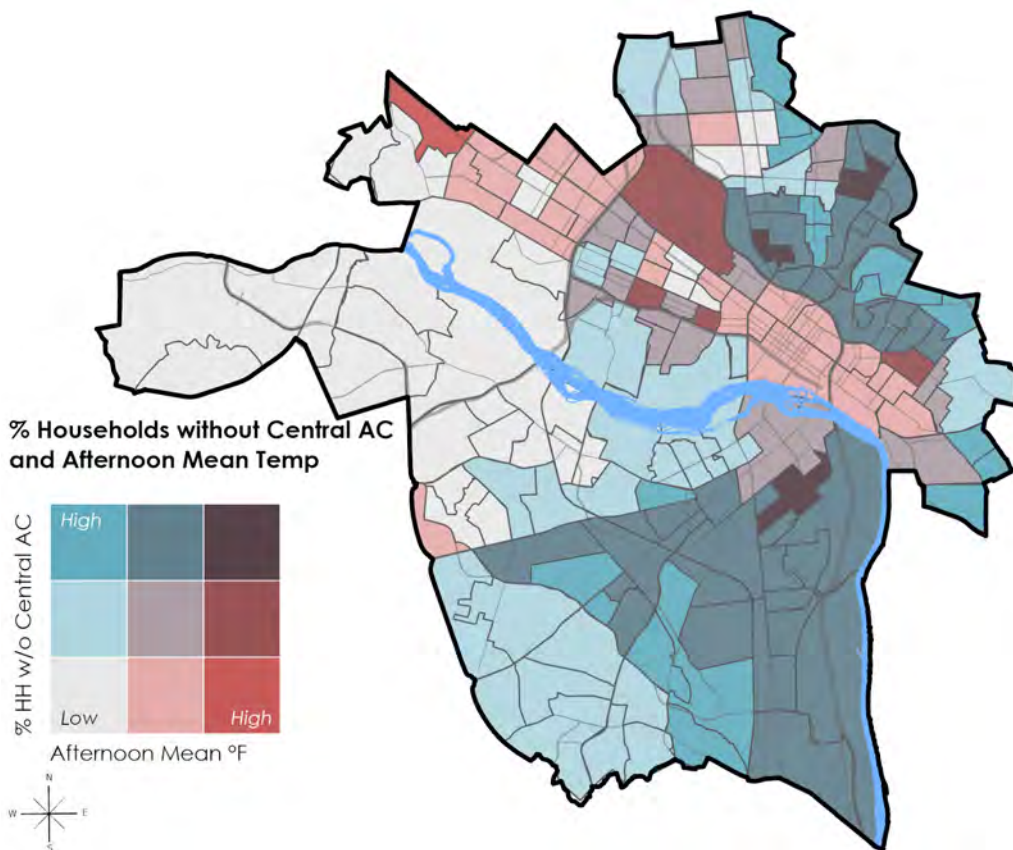 % Households without Central AC
and Afternoon Mean Temp
High
% HH w/o Central AC
Low
High
Afternoon Mean °F
N
W
E
S